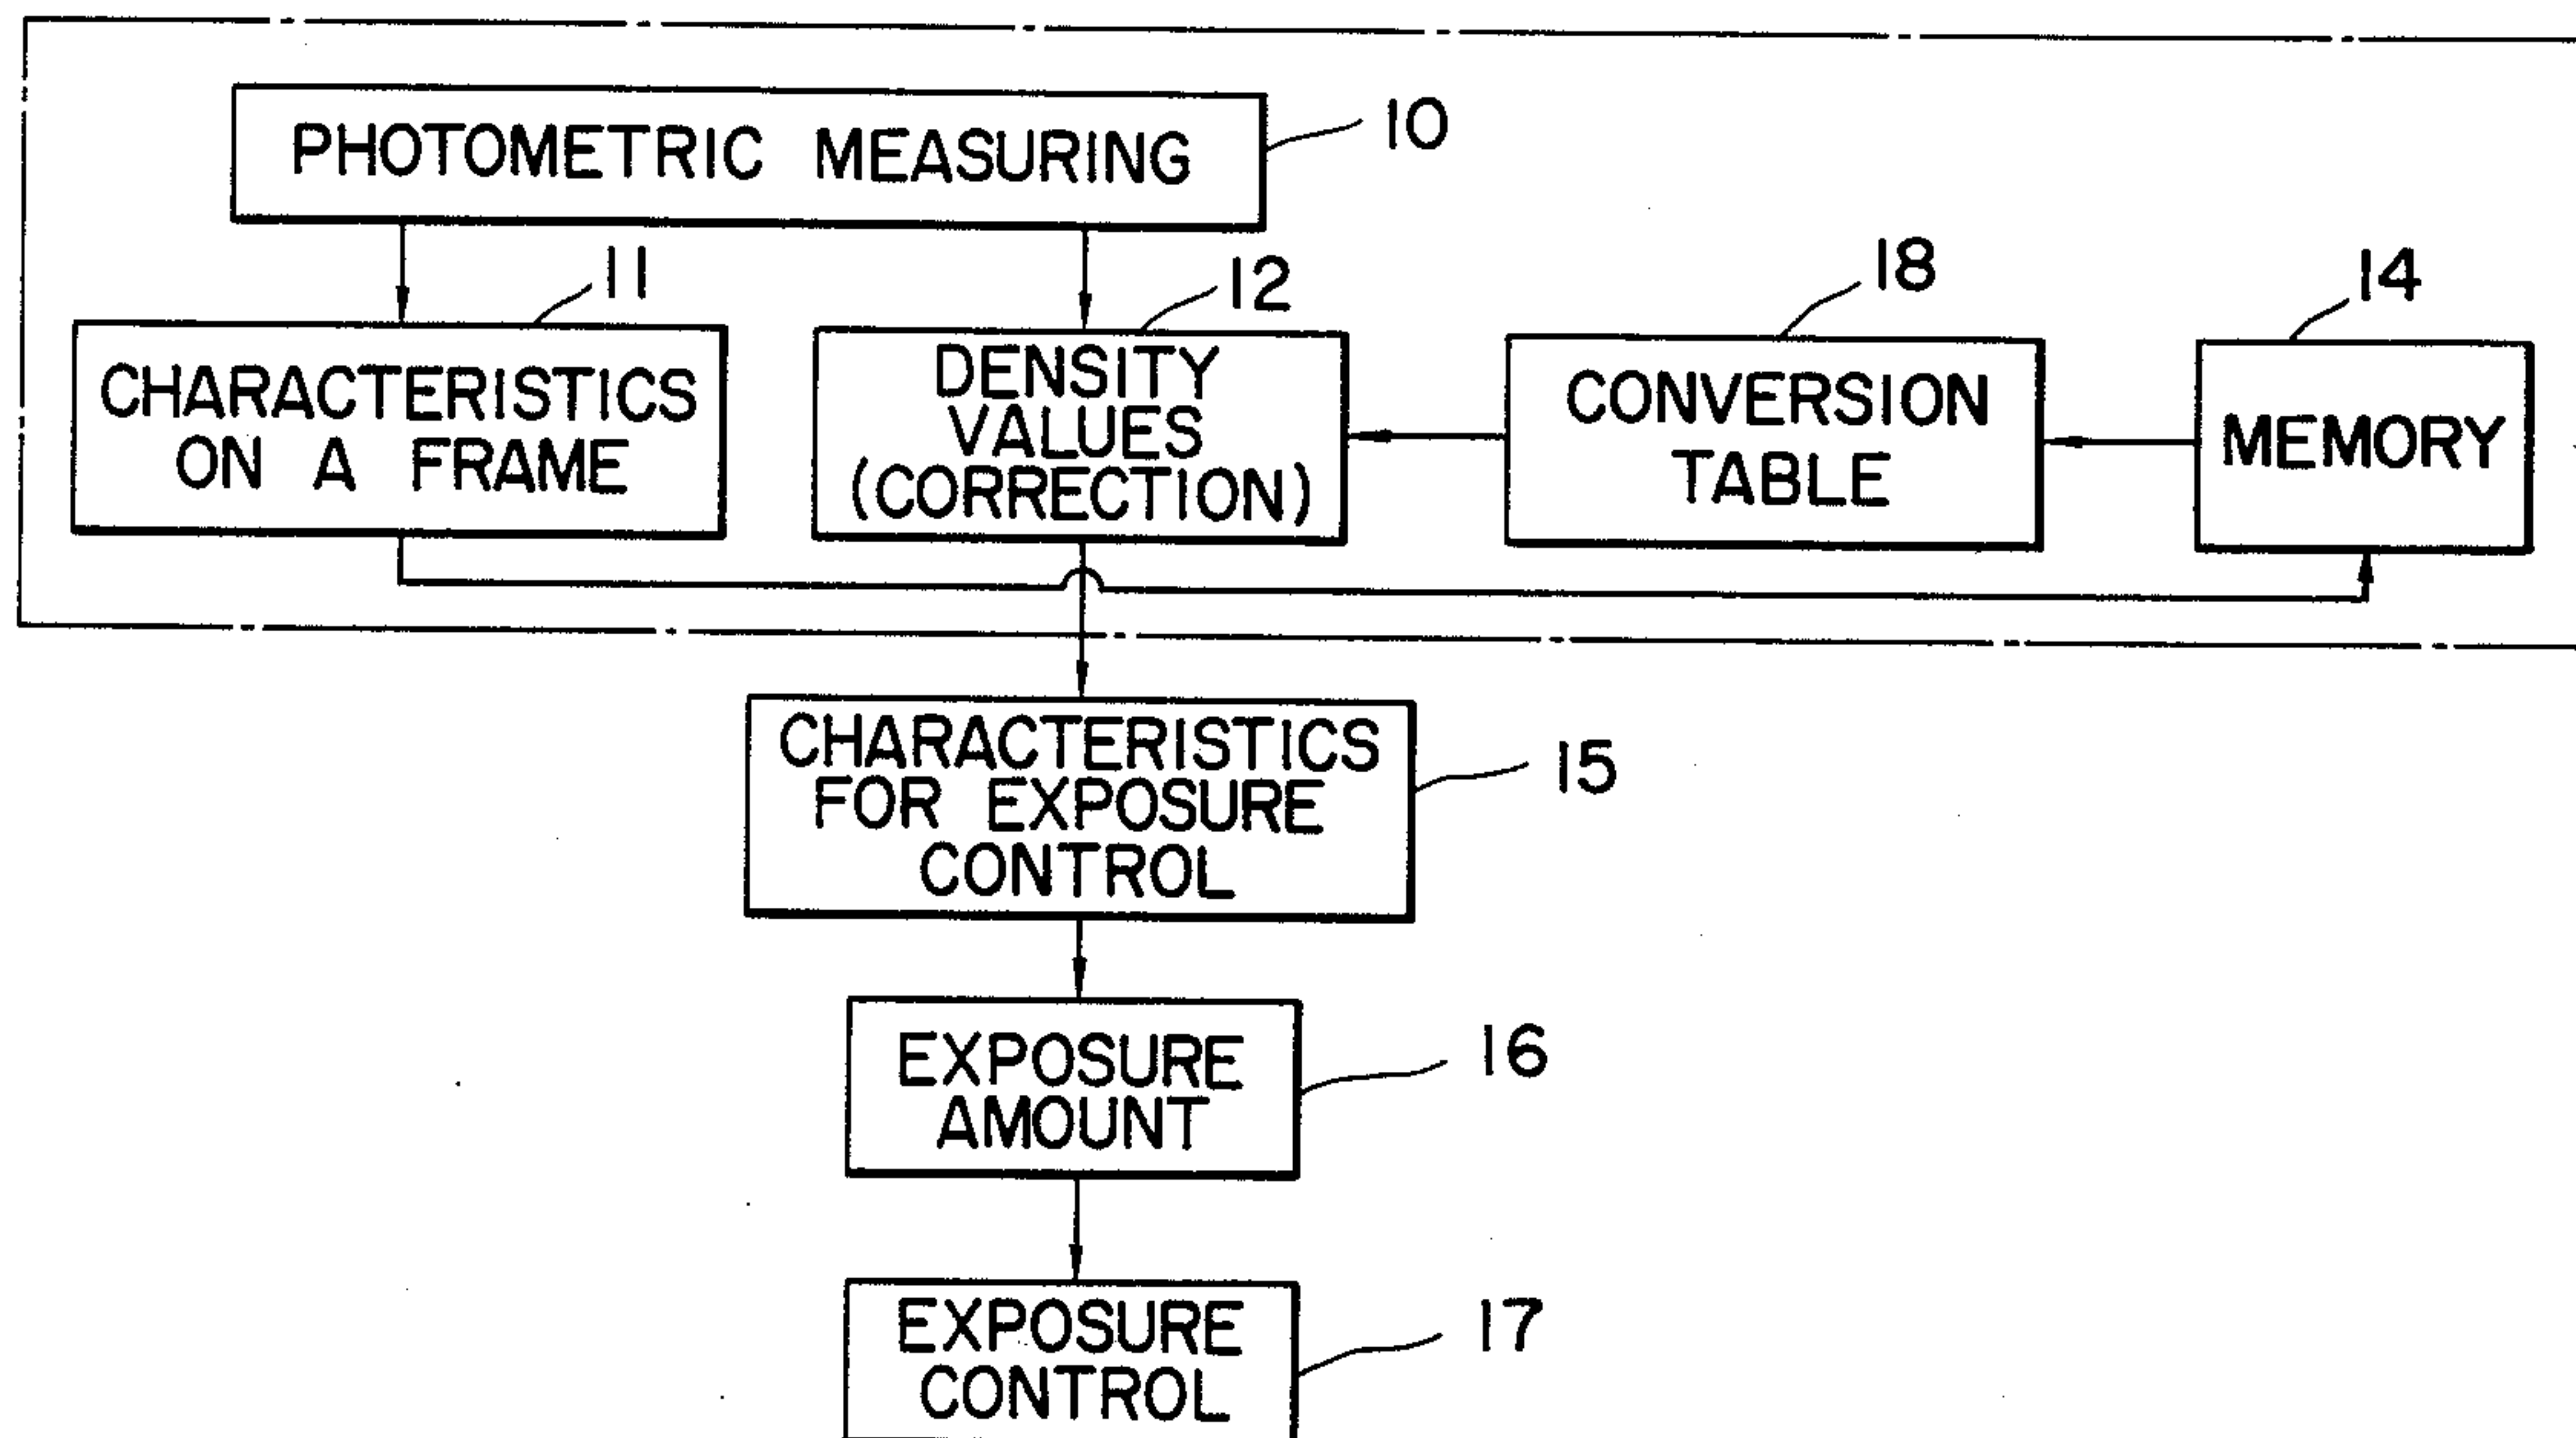 PHOTOMETRIC MEASURING
10
11
12
18
14
CHARACTERISTICS
ON A FRAME
DENSITY
VALUES
(CORRECTION)
CONVERSION
TABLE
MEMORY
CHARACTERISTICS
FOR EXPOSURE
CONTROL
15
EXPOSURE
AMOUNT
16
EXPOSURE
CONTROL
17